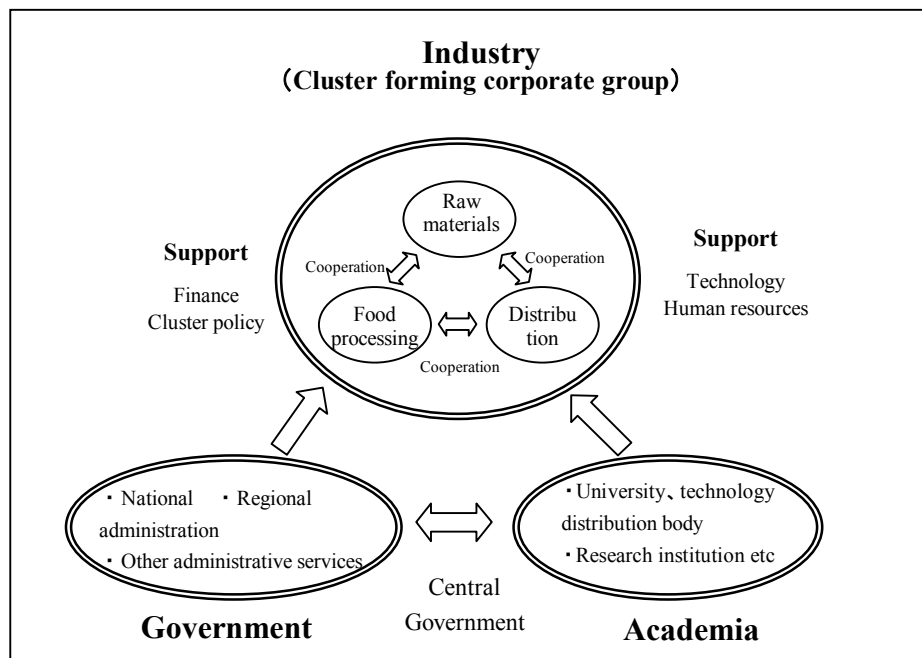 Industry
（Cluster forming corporate group）
Raw
materials
Support
Finance
Cluster policy
Cooperation
Cooperation
Support
Technology
Human resources
Food
processing
Distribu
tion
Cooperation
・National ・Regional
administration
・Other administrative services
・University、technology
distribution body
・Research institution etc
Central
Government
Government
Academia